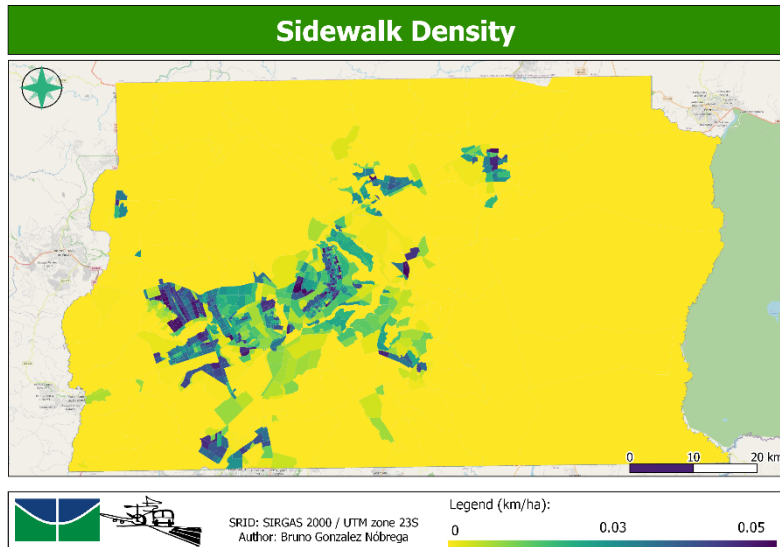 Sidewalk Density
0 10 20 km
SRID: SIRGAS 2000 / UTM zone 23S
Author: Bruno Gonzalez Nóbrega
Legend (km/ha):
0 0.03 0.05